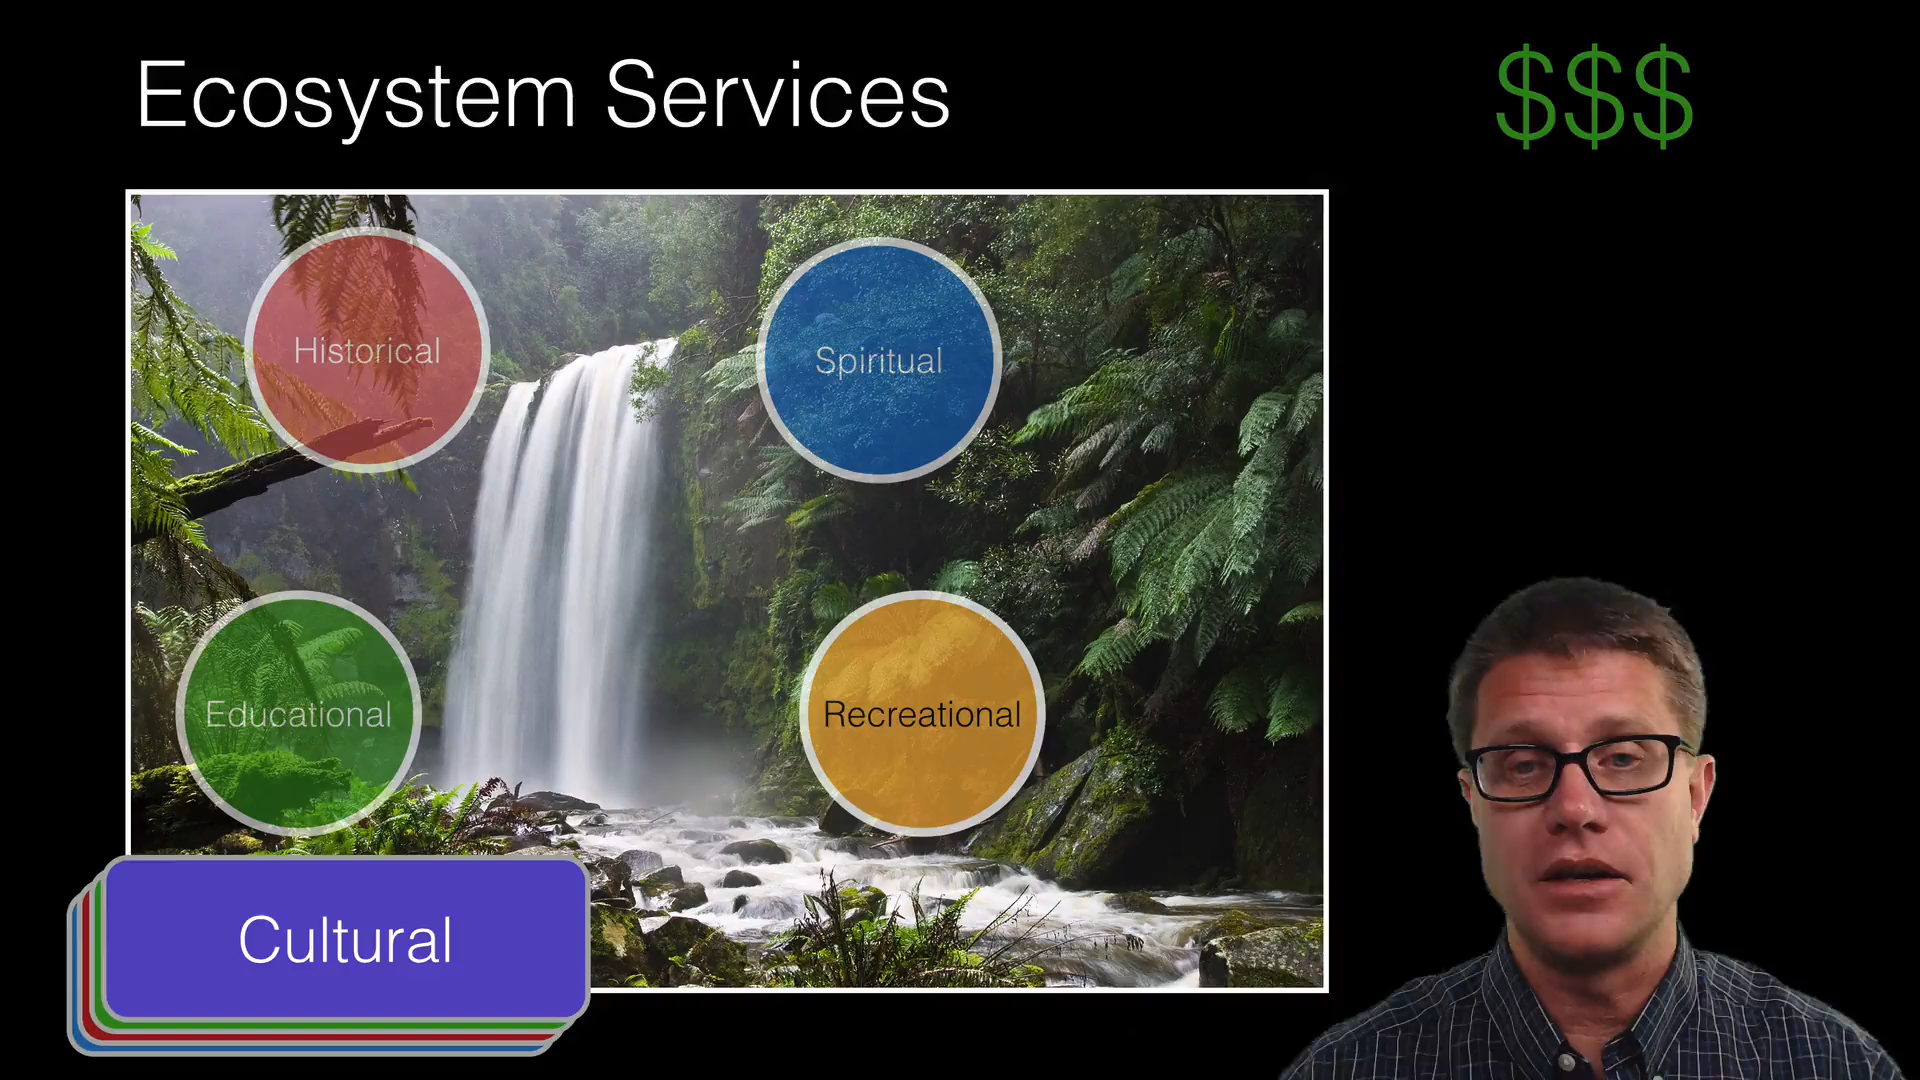 Ecosystem Services
$$$
Historical
Spiritual
Educational
Recreational
Cultural